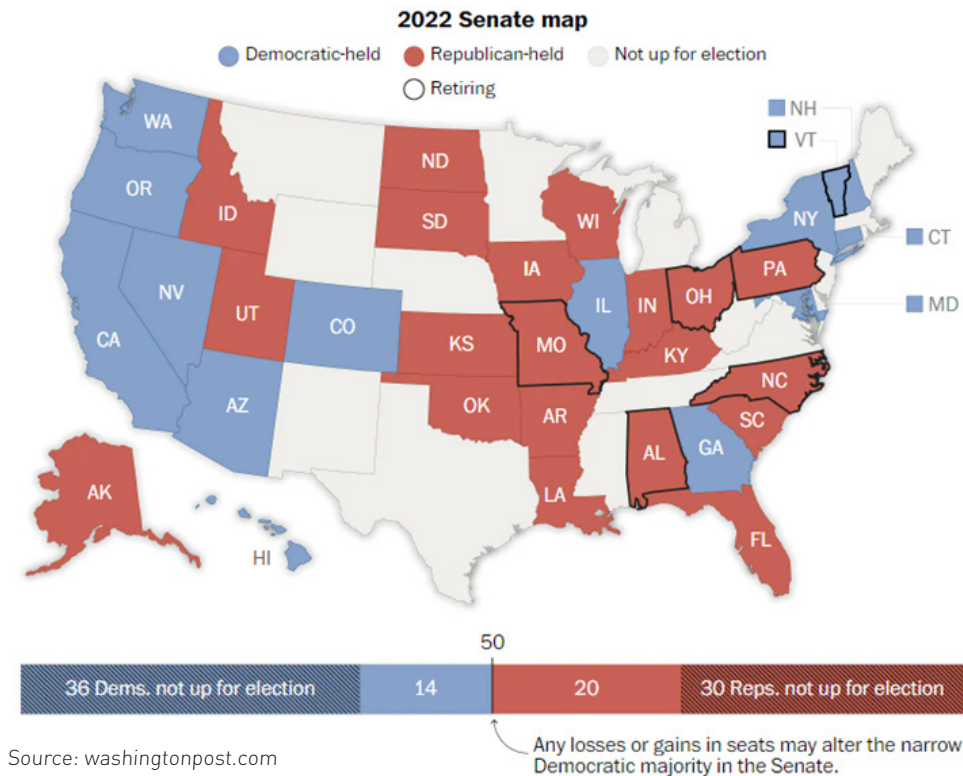 2022 Senate map
Democratic-held
Republican-held
Not up for election
Retiring
WA
OR
CA
NV
ID
UT
AZ
CO
ND
SD
KS
OK
IA
MO
AR
LA
WI
IL
IN
KY
OH
PA
NY
NH
VT
CT
MD
NC
SC
GA
AL
FL
AK
HI
50
36 Dems. not up for election
14
20
30 Reps. not up for election
Any losses or gains in seats may alter the narrow
Democratic majority in the Senate.
Source: washingtonpost.com